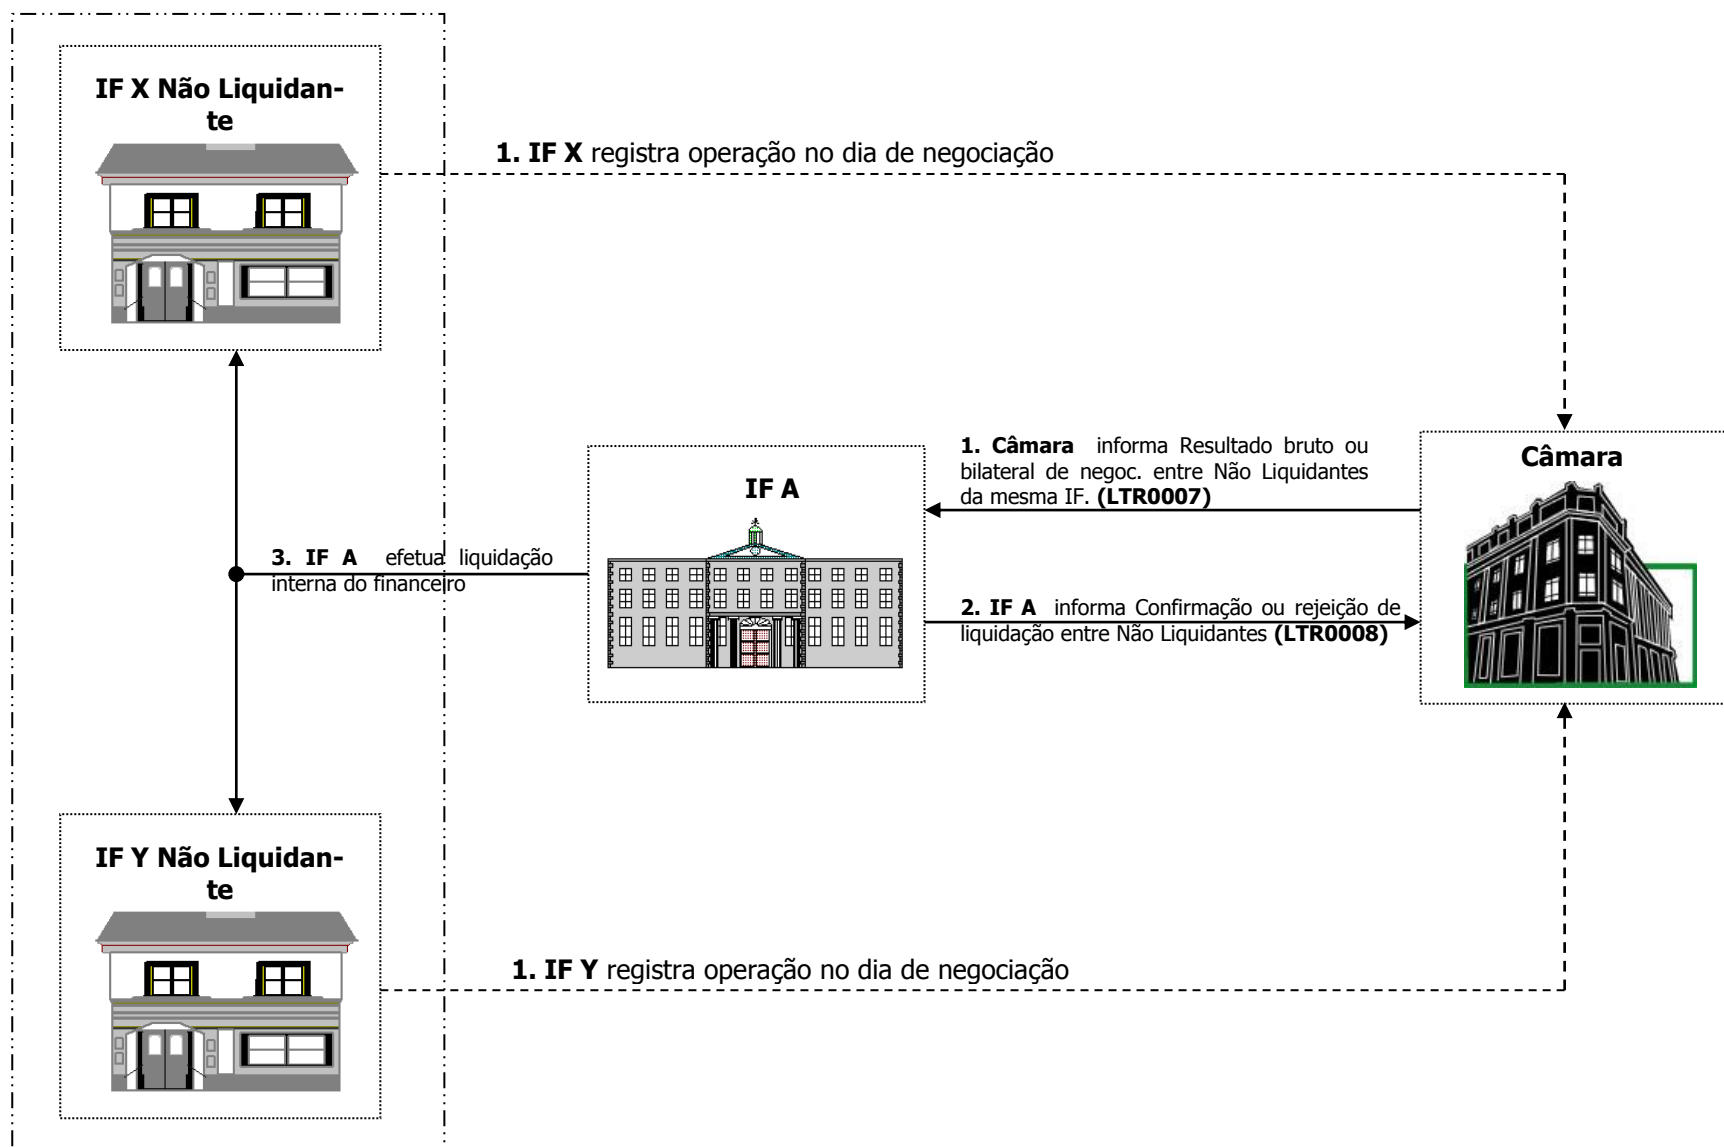 IF X Não Liquidan-
te
1. IF X registra operação no dia de negociação
1. Câmara informa Resultado bruto ou
bilateral de negoc. entre Não Liquidantes
da mesma IF. (LTR0007)
Câmara
IF A
3. IF A efetua liquidação
interna do financeiro
2. IF A informa Confirmação ou rejeição de
liquidação entre Não Liquidantes (LTR0008)
IF Y Não Liquidan-
te
1. IF Y registra operação no dia de negociação